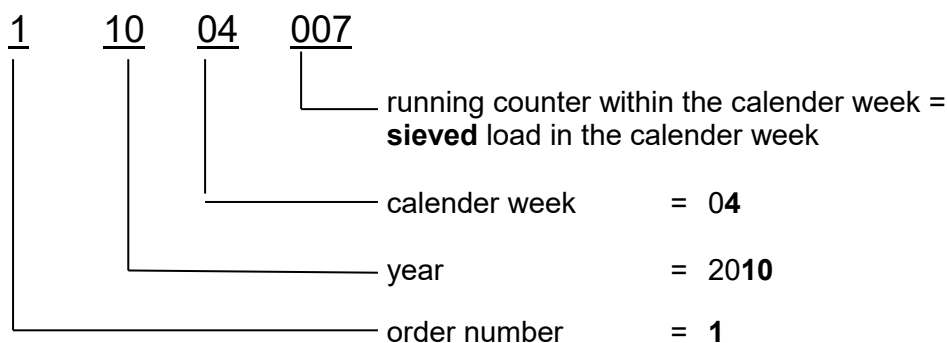 1 10 04 007
running counter within the calender week =
sieved load in the calender week
calender week = 04
year = 2010
order number = 1